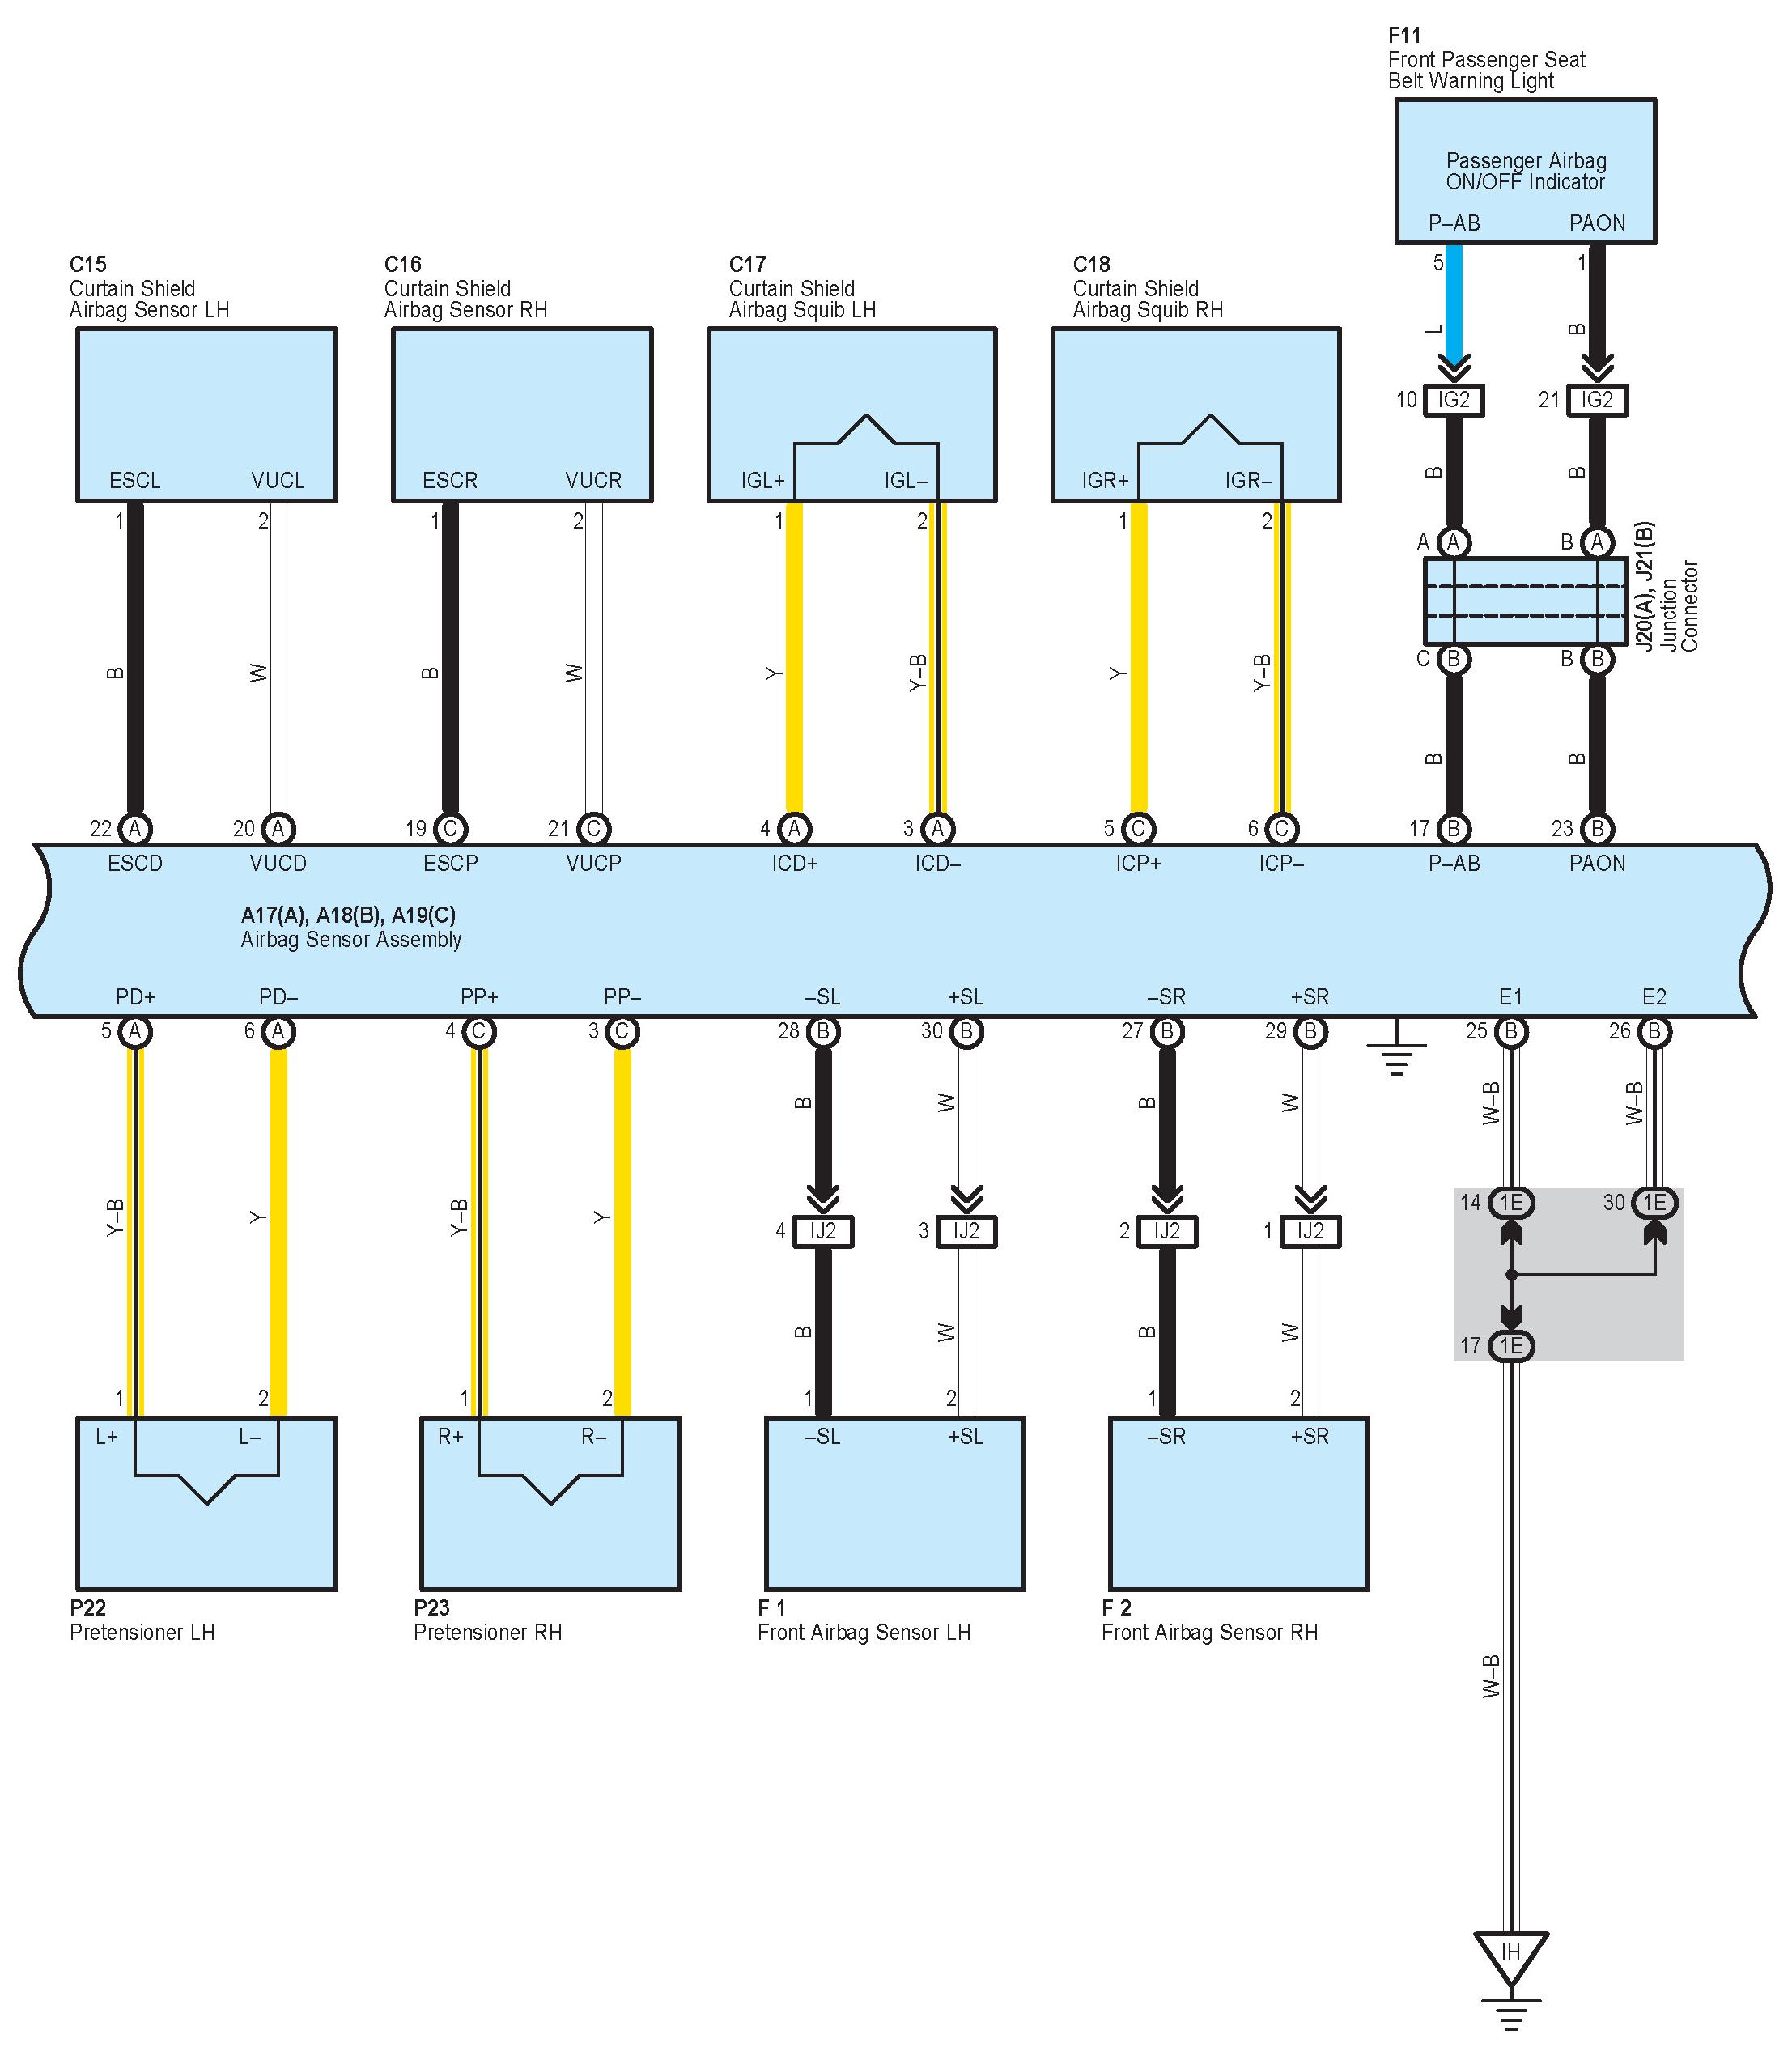 F11
Front Passenger Seat
Belt Warning Light
Passenger Airbag
ON/OFF Indicator
P–AB PAON
5 1
L B
10 IG2 21 IG2
B B
A A B A
J20(A), J21(B)
Junction
Connector
C B B B
B B
C15
Curtain Shield
Airbag Sensor LH
ESCL VUCL
1 2
B W
C16
Curtain Shield
Airbag Sensor RH
ESCR VUCR
1 2
B W
C17
Curtain Shield
Airbag Squib LH
IGL+ IGL–
1 2
Y Y–B
C18
Curtain Shield
Airbag Squib RH
IGR+ IGR–
1 2
Y Y–B
22 A 20 A 19 C 21 C 4 A 3 A 5 C 6 C 17 B 23 B
ESCD VUCD ESCP VUCP ICD+ ICD– ICP+ ICP– P–AB PAON
A17(A), A18(B), A19(C)
Airbag Sensor Assembly
PD+ PD– PP+ PP– –SL +SL –SR +SR E1 E2
5 A 6 A 4 C 3 C 28 B 30 B 27 B 29 B 25 B 26 B
B W B W W–B W–B
Y–B Y Y–B Y
4 IJ2 3 IJ2 2 IJ2 1 IJ2
14 1E 30 1E
B W B W
17 1E
1 2 1 2 1 2 1 2
L+ L– R+ R– –SL +SL –SR +SR
P22
Pretensioner LH
P23
Pretensioner RH
F 1
Front Airbag Sensor LH
F 2
Front Airbag Sensor RH
W–B
IH